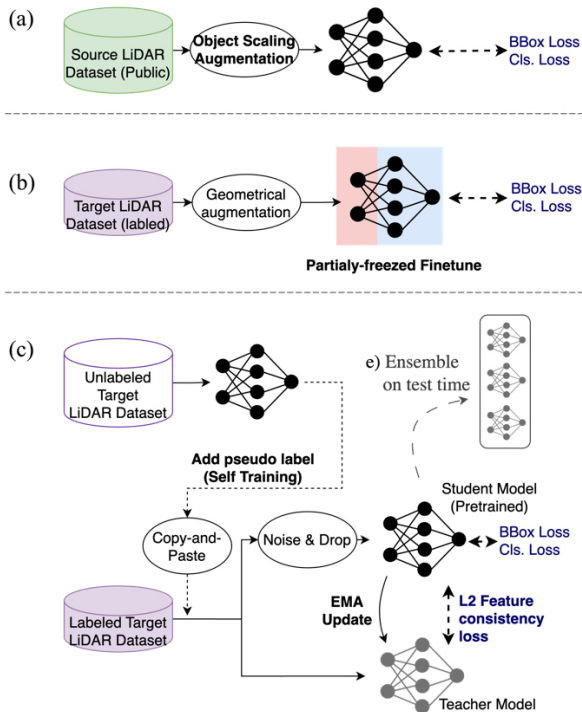 (a)
Source LiDAR
Dataset (Public)
Object Scaling
Augmentation
BBox Loss
Cls. Loss
(b)
Target LiDAR
Dataset (labled)
Geometrical
augmentation
BBox Loss
Cls. Loss
Partialy-freezed Finetune
(c)
Unlabeled
Target
LiDAR Dataset
e) Ensemble
on test time
Add pseudo label
(Self Training)
Copy-and-
Paste
Noise & Drop
Student Model
(Pretrained)
BBox Loss
Cls. Loss
Labeled Target
LiDAR Dataset
EMA
Update
L2 Feature
consistency
loss
Teacher Model